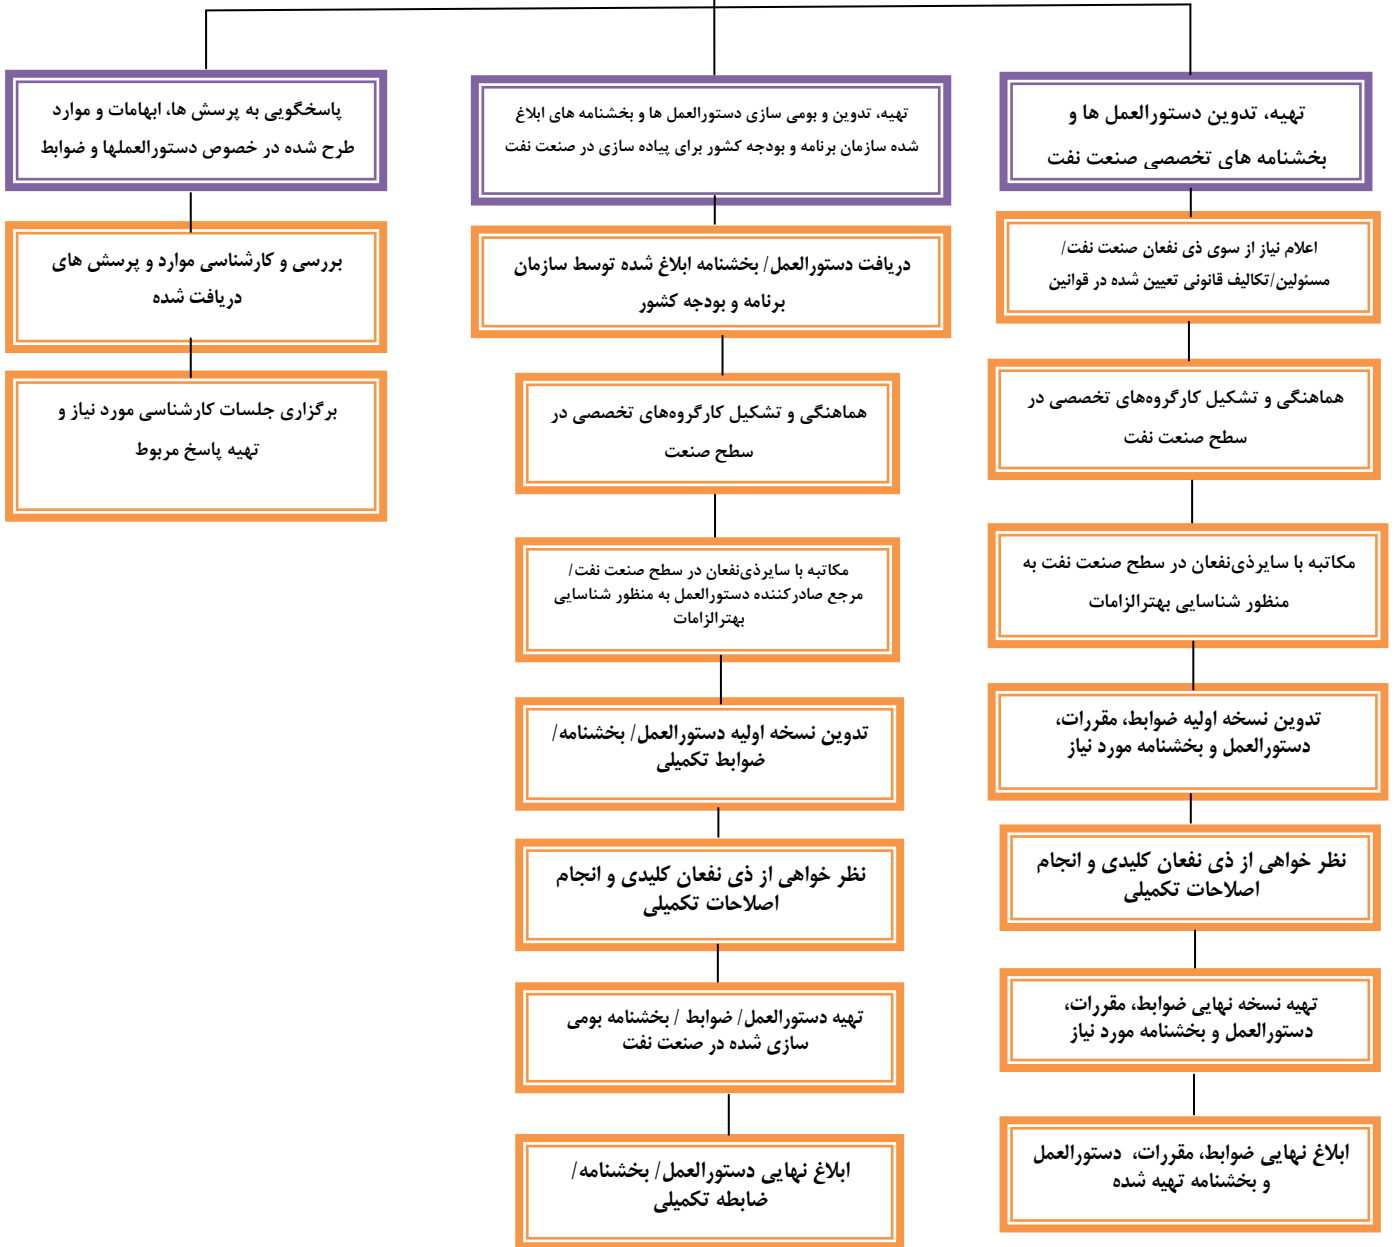 تهیه، تدوین دستورالعمل ها و
بخشنامه های تخصصی صنعت نفت
اعلام نیاز از سوی ذی نفعان صنعت نفت/
مسئولین/تکالیف قانونی تعیین شده در قوانین
هماهنگی و تشکیل کارگروه‌های تخصصی در
سطح صنعت نفت
مکاتبه با سایرذی‌نفعان در سطح صنعت نفت به
منظور شناسایی بهترالزامات
تدوین نسخه اولیه ضوابط، مقررات،
دستورالعمل و بخشنامه مورد نیاز
نظر خواهی از ذی نفعان کلیدی و انجام
اصلاحات تکمیلی
تهیه نسخه نهایی ضوابط، مقررات،
دستورالعمل و بخشنامه مورد نیاز
ابلاغ نهایی ضوابط، مقررات، دستورالعمل
و بخشنامه تهیه شده
تهیه، تدوین و بومی سازی دستورالعمل ها و بخشنامه های ابلاغ
شده سازمان برنامه و بودجه کشور برای پیاده سازی در صنعت نفت
دریافت دستورالعمل/ بخشنامه ابلاغ شده توسط سازمان
برنامه و بودجه کشور
هماهنگی و تشکیل کارگروه‌های تخصصی در
سطح صنعت
مکاتبه با سایرذی‌نفعان در سطح صنعت نفت/
مرجع صادرکننده دستورالعمل به منظور شناسایی
بهترالزامات
تدوین نسخه اولیه دستورالعمل/ بخشنامه/
ضوابط تکمیلی
نظر خواهی از ذی نفعان کلیدی و انجام
اصلاحات تکمیلی
تهیه دستورالعمل/ ضوابط / بخشنامه بومی
سازی شده در صنعت نفت
ابلاغ نهایی دستورالعمل/ بخشنامه/
ضابطه تکمیلی
پاسخگویی به پرسش ها، ابهامات و موارد
طرح شده در خصوص دستورالعملها و ضوابط
بررسی و کارشناسی موارد و پرسش های
دریافت شده
برگزاری جلسات کارشناسی مورد نیاز و
تهیه پاسخ مربوط